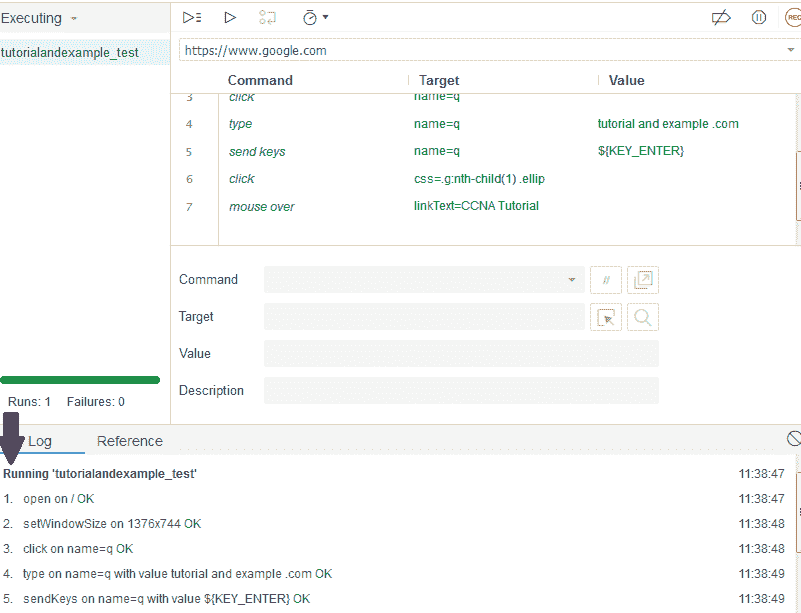 Executing
tutorialandexample_test
https://www.google.com
Command Target Value
3 click name=q
4 type name=q tutorial and example .com
5 send keys name=q ${KEY_ENTER}
6 click css=.g:nth-child(1) .ellip
7 mouse over linkText=CCNA Tutorial
Command //
Target
Value
Description
Runs: 1 Failures: 0
Log Reference
Running 'tutorialandexample_test' 11:38:47
1. open on / OK 11:38:47
2. setWindowSize on 1376x744 OK 11:38:48
3. click on name=q OK 11:38:48
4. type on name=q with value tutorial and example .com OK 11:38:49
5. sendKeys on name=q with value ${KEY_ENTER} OK 11:38:49
REC